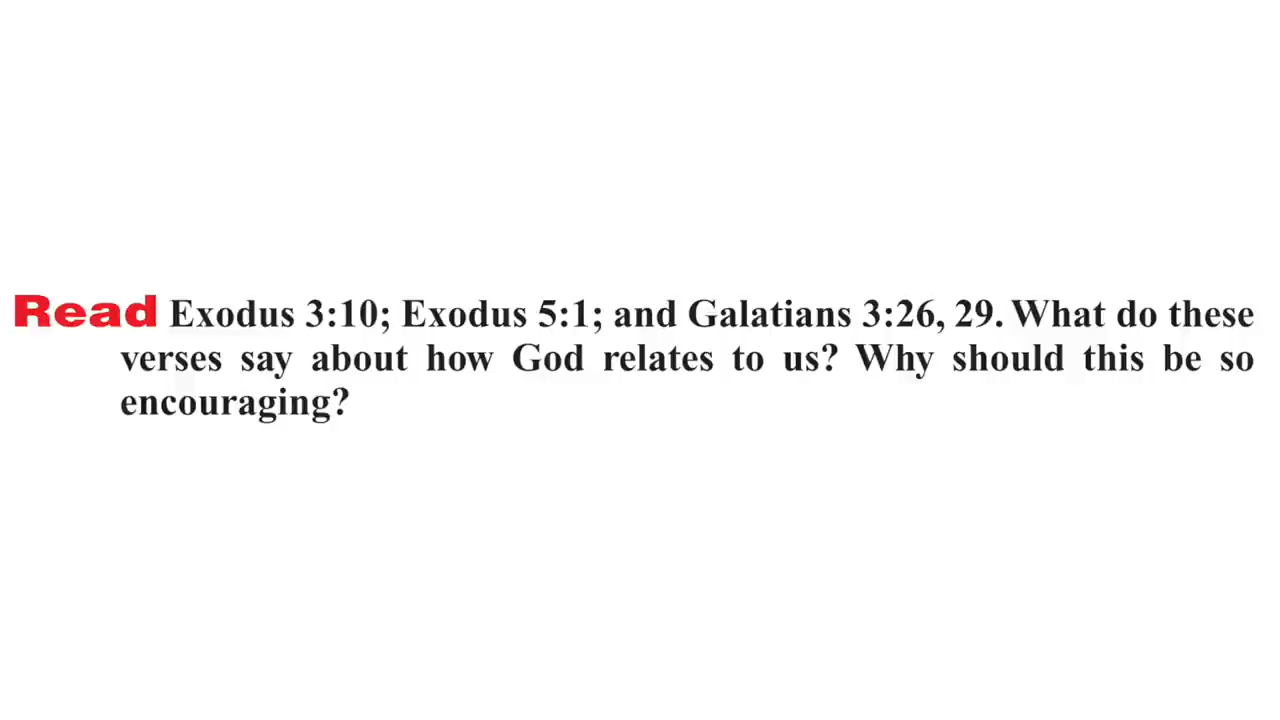 Read Exodus 3:10; Exodus 5:1; and Galatians 3:26, 29. What do these
verses say about how God relates to us? Why should this be so
encouraging?